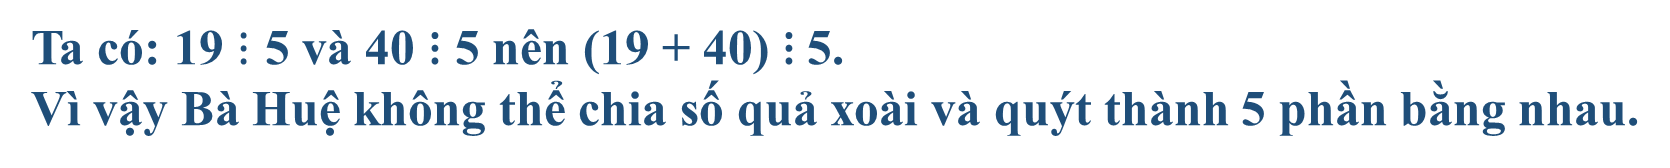 Ta có: 19 ⋮ 5 và 40 ⋮ 5 nên (19 + 40) ⋮ 5.
Vì vậy Bà Huệ không thể chia số quả xoài và quýt thành 5 phần bằng nhau.